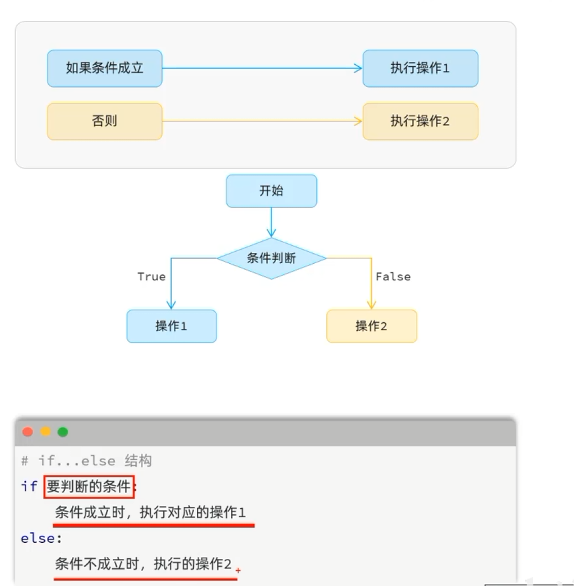 如果条件成立 执行操作1
否则 执行操作2
开始
条件判断
True False
操作1 操作2
# if...else 结构
if 要判断的条件:
条件成立时，执行对应的操作1
else:
条件不成立时，执行的操作2